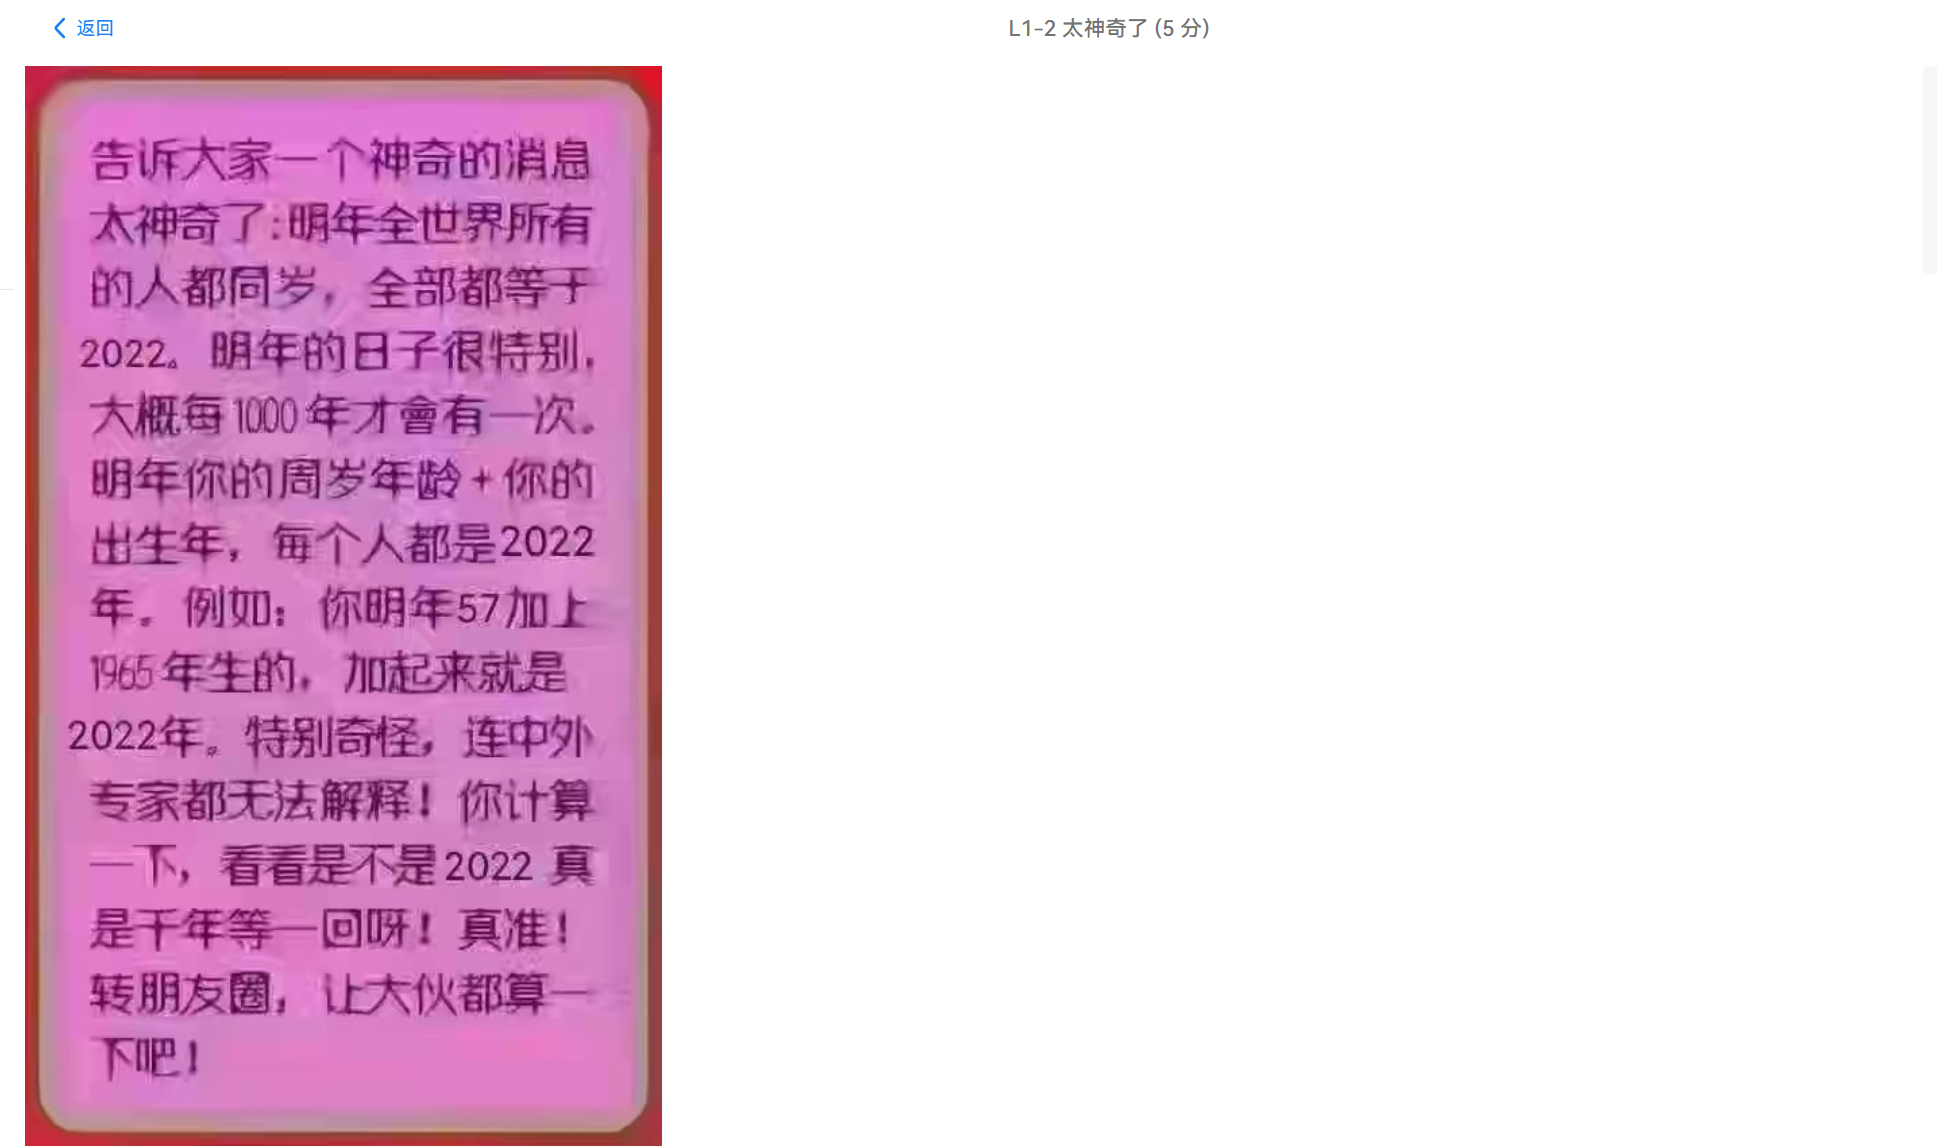 返回
L1-2 太神奇了 (5 分)
告诉大家一个神奇的消息
太神奇了:明年全世界所有
的人都同岁，全部都等于
2022。明年的日子很特别，
大概每1000年才會有一次。
明年你的周岁年龄+你的
出生年，每个人都是2022
年。例如：你明年57加上
1965年生的，加起来就是
2022年。特别奇怪，连中外
专家都无法解释！你计算
一下，看看是不是2022 真
是千年等一回呀！真准！
转朋友圈，让大伙都算一
下吧！